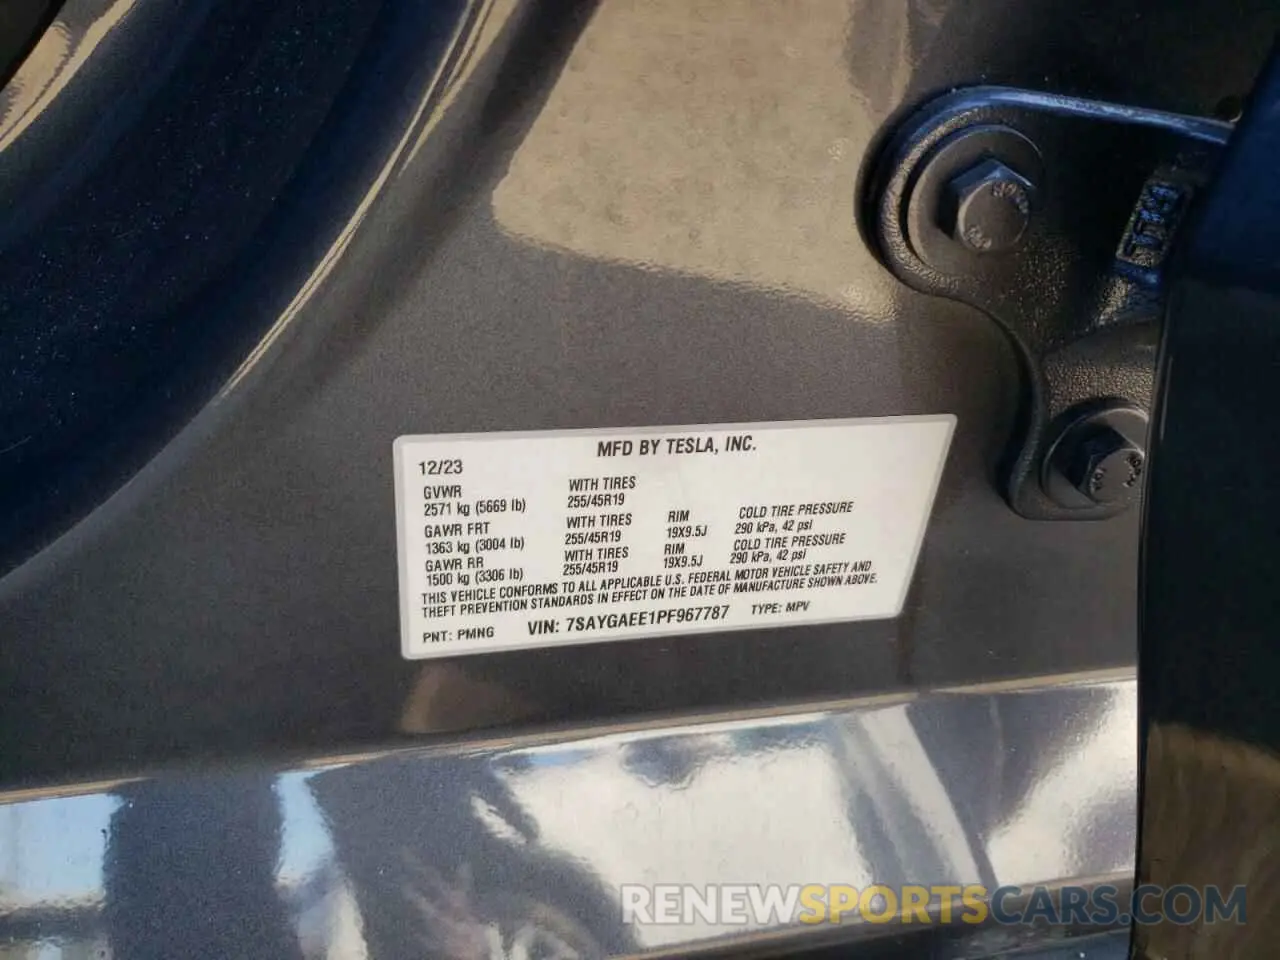 MFD BY TESLA, INC.
12/23
GVWR
2571 kg (5669 lb)
WITH TIRES
255/45R19
GAWR FRT
1363 kg (3004 lb)
WITH TIRES
255/45R19
RIM
19X9.5J
COLD TIRE PRESSURE
290 kPa, 42 psi
GAWR RR
1500 kg (3306 lb)
WITH TIRES
255/45R19
RIM
19X9.5J
COLD TIRE PRESSURE
290 kPa, 42 psi
THIS VEHICLE CONFORMS TO ALL APPLICABLE U.S. FEDERAL MOTOR VEHICLE SAFETY AND
THEFT PREVENTION STANDARDS IN EFFECT ON THE DATE OF MANUFACTURE SHOWN ABOVE.
PNT: PMNG VIN: 7SAYGAEE1PF967787 TYPE: MPV
RENEWSPORTSCARS.COM